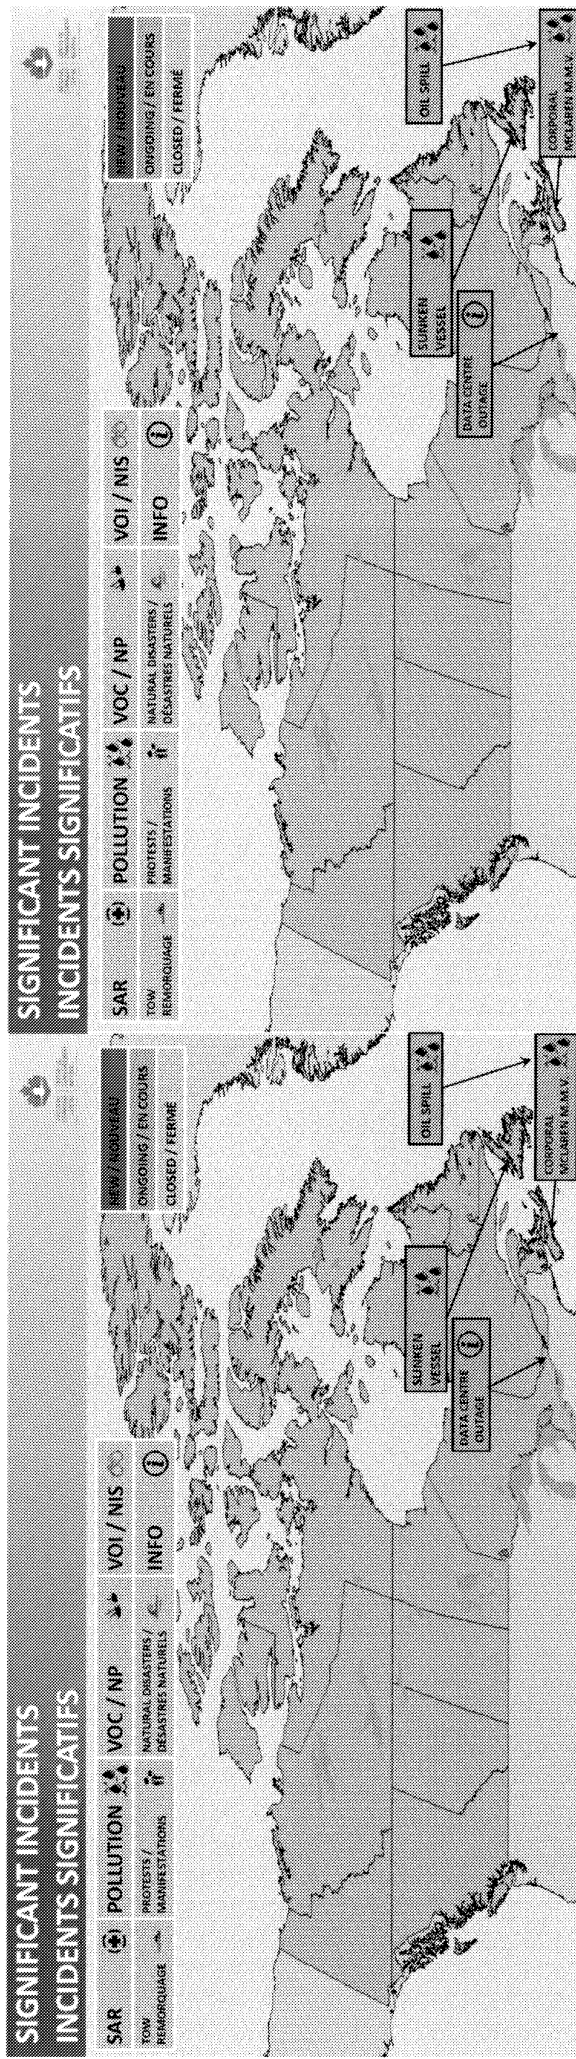 SIGNIFICANT INCIDENTS
INCIDENTS SIGNIFICATIFS
SAR
POLLUTION
VOC / NP
VOI / NIS
TOW
REMORQUAGE
PROTESTS /
MANIFESTATIONS
NATURAL DISASTERS /
DÉSASTRES NATURELS
INFO
NEW / NOUVEAU
ONGOING / EN COURS
CLOSED / FERMÉ
OIL SPILL
SUNKEN
VESSEL
DATA CENTRE
OUTAGE
CORPORAL
MCLAREN M.M.V.
SIGNIFICANT INCIDENTS
INCIDENTS SIGNIFICATIFS
SAR
POLLUTION
VOC / NP
VOI / NIS
TOW
REMORQUAGE
PROTESTS /
MANIFESTATIONS
NATURAL DISASTERS /
DÉSASTRES NATURELS
INFO
NEW / NOUVEAU
ONGOING / EN COURS
CLOSED / FERMÉ
OIL SPILL
SUNKEN
VESSEL
DATA CENTRE
OUTAGE
CORPORAL
MCLAREN M.M.V.